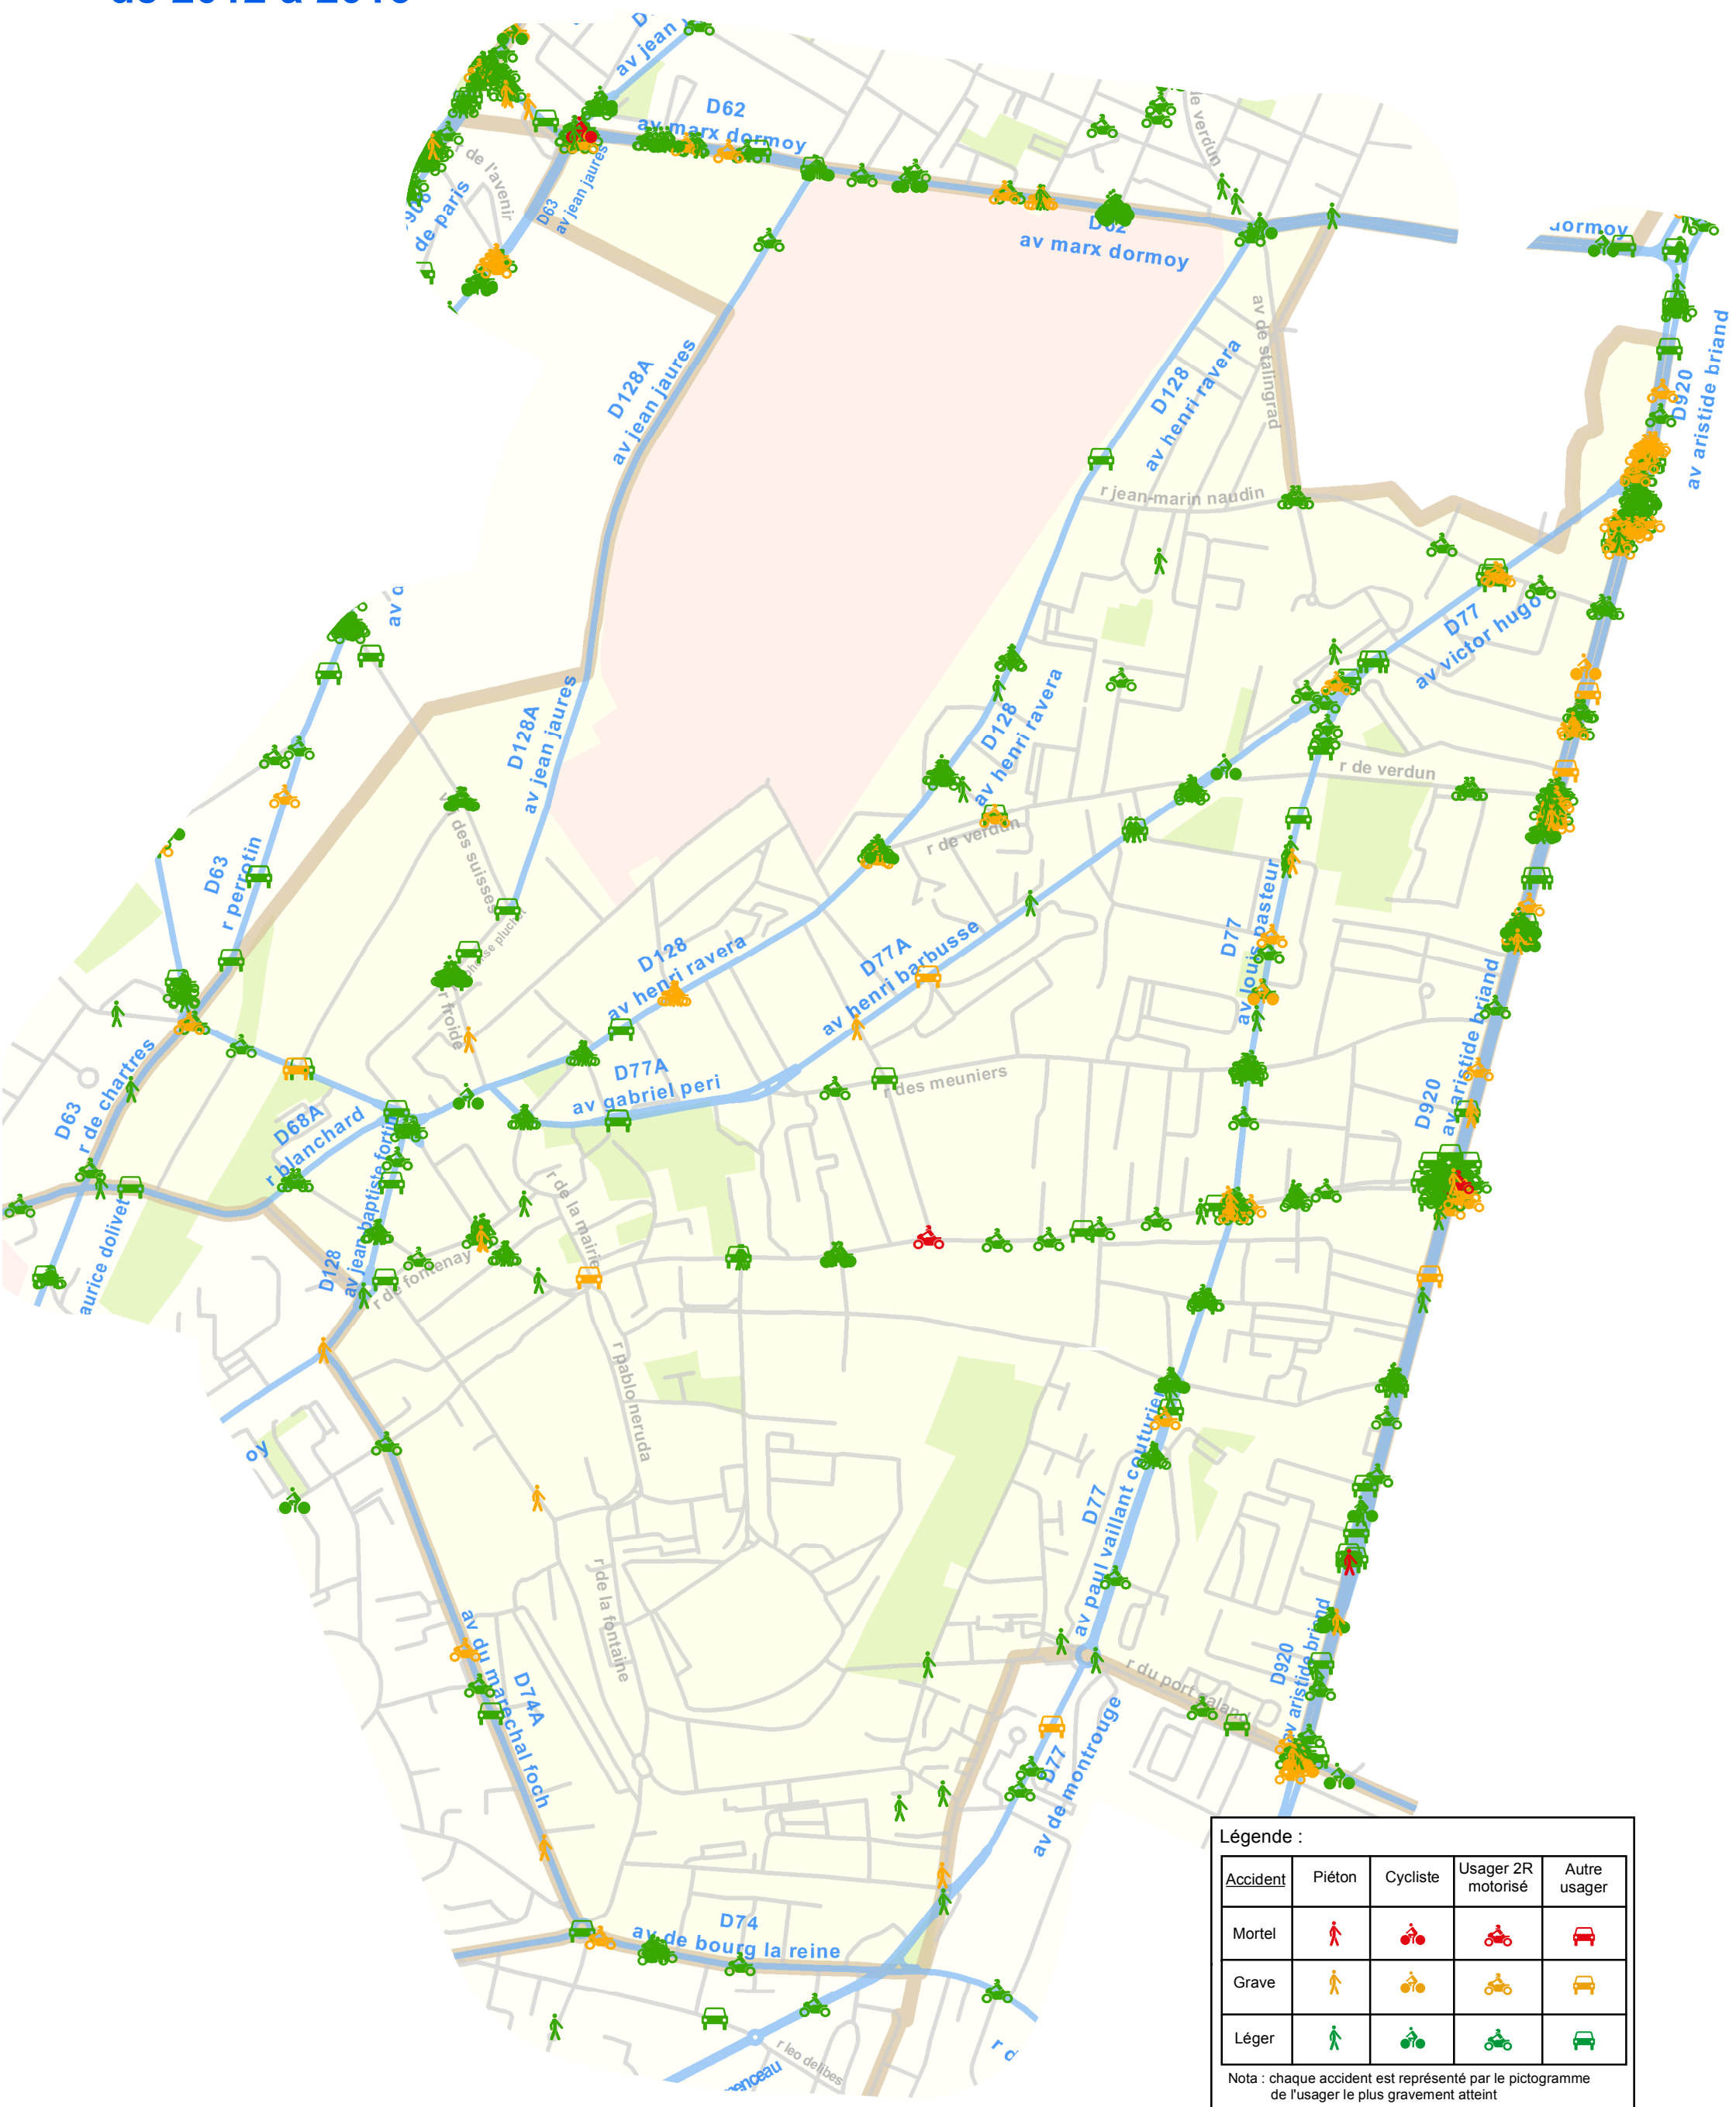 D62
av marx dormoy
de verdun
de l'avenir
D63
av jean jaures
de paris
D62
av marx dormoy
dormoy
av de stalingrad
D128A
av jean jaures
D128
av henri ravera
D920
av aristide briand
r jean-marin naudin
D77
av victor hugo
D128A
av jean jaures
D128
av henri ravera
r de verdun
r de verdun
D63
r perrotin
des suisses
D77
av louis pasteur
D128
av henri ravera
D77A
av henri barbusse
r froide
D920
av aristide briand
D63
r de chartres
D77A
av gabriel peri
r des meuniers
D68A
r blanchard
D128
av jean baptiste fortin
r de la mairie
r de fontenay
aurice dolivet
r pablo neruda
D77
av paul vaillant couturier
oy
r de la fontaine
D920
av aristide briand
r du port galand
D74A
av du marechal foch
D77
av de montrouge
D74
av de bourg la reine
r leo delibes
r d
Légende :
Accident Piéton Cycliste Usager 2R motorisé Autre usager
Mortel
Grave
Léger
Nota : chaque accident est représenté par le pictogramme
de l'usager le plus gravement atteint